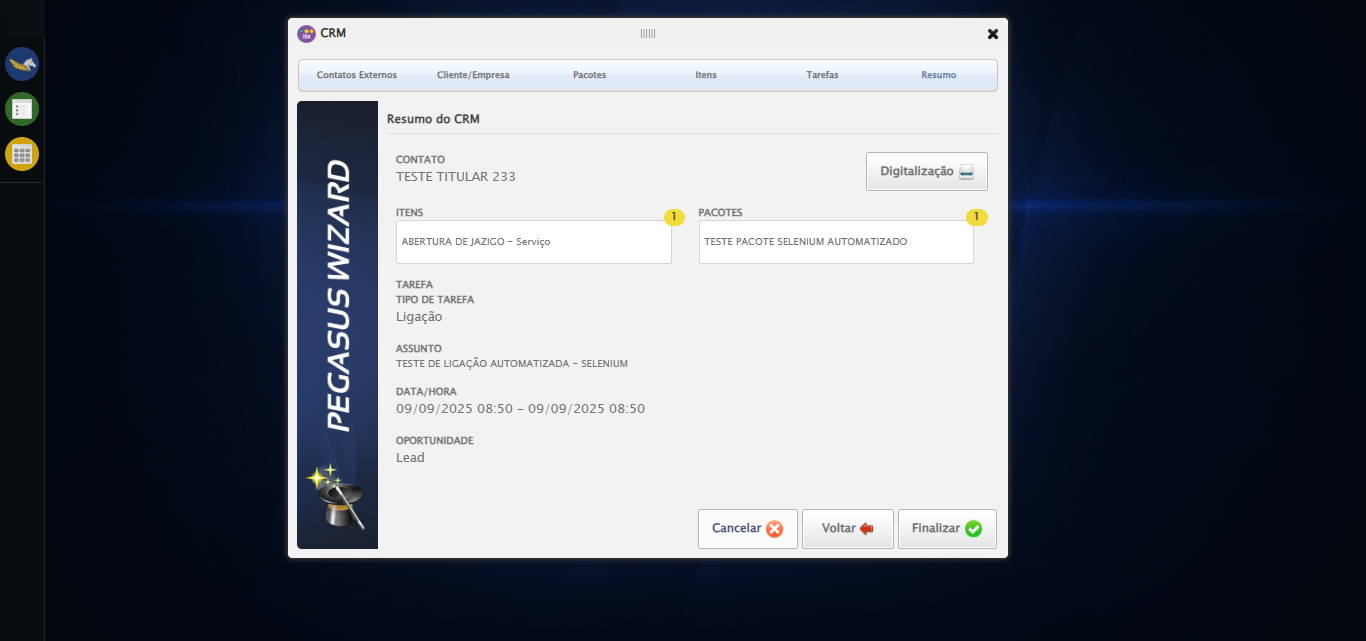 CRM
Contatos Externos Cliente/Empresa Pacotes Itens Tarefas Resumo
PEGASUS WIZARD
Resumo do CRM
CONTATO
TESTE TITULAR 233
Digitalização
ITENS 1
ABERTURA DE JAZIGO - Serviço
PACOTES 1
TESTE PACOTE SELENIUM AUTOMATIZADO
TAREFA
TIPO DE TAREFA
Ligação
ASSUNTO
TESTE DE LIGAÇÃO AUTOMATIZADA - SELENIUM
DATA/HORA
09/09/2025 08:50 - 09/09/2025 08:50
OPORTUNIDADE
Lead
Cancelar Voltar Finalizar